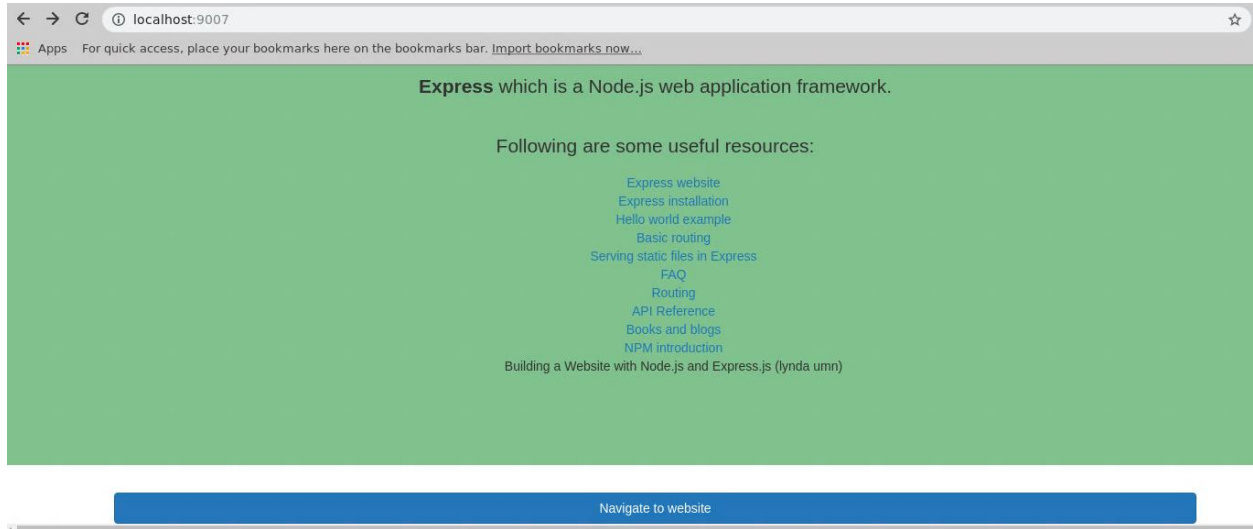 localhost:9007
Apps For quick access, place your bookmarks here on the bookmarks bar. Import bookmarks now...
Express which is a Node.js web application framework.
Following are some useful resources:
Express website
Express installation
Hello world example
Basic routing
Serving static files in Express
FAQ
Routing
API Reference
Books and blogs
NPM introduction
Building a Website with Node.js and Express.js (lynda umn)
Navigate to website